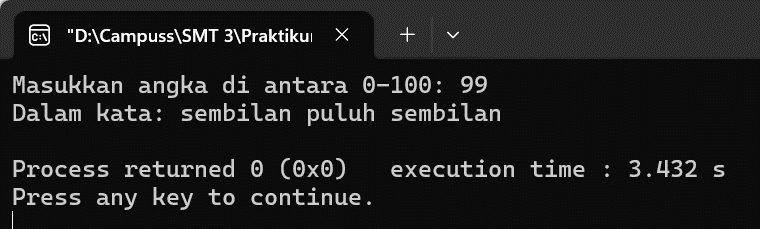 "D:\Campuss\SMT 3\Praktikur
Masukkan angka di antara 0-100: 99
Dalam kata: sembilan puluh sembilan
Process returned 0 (0x0)   execution time : 3.432 s
Press any key to continue.